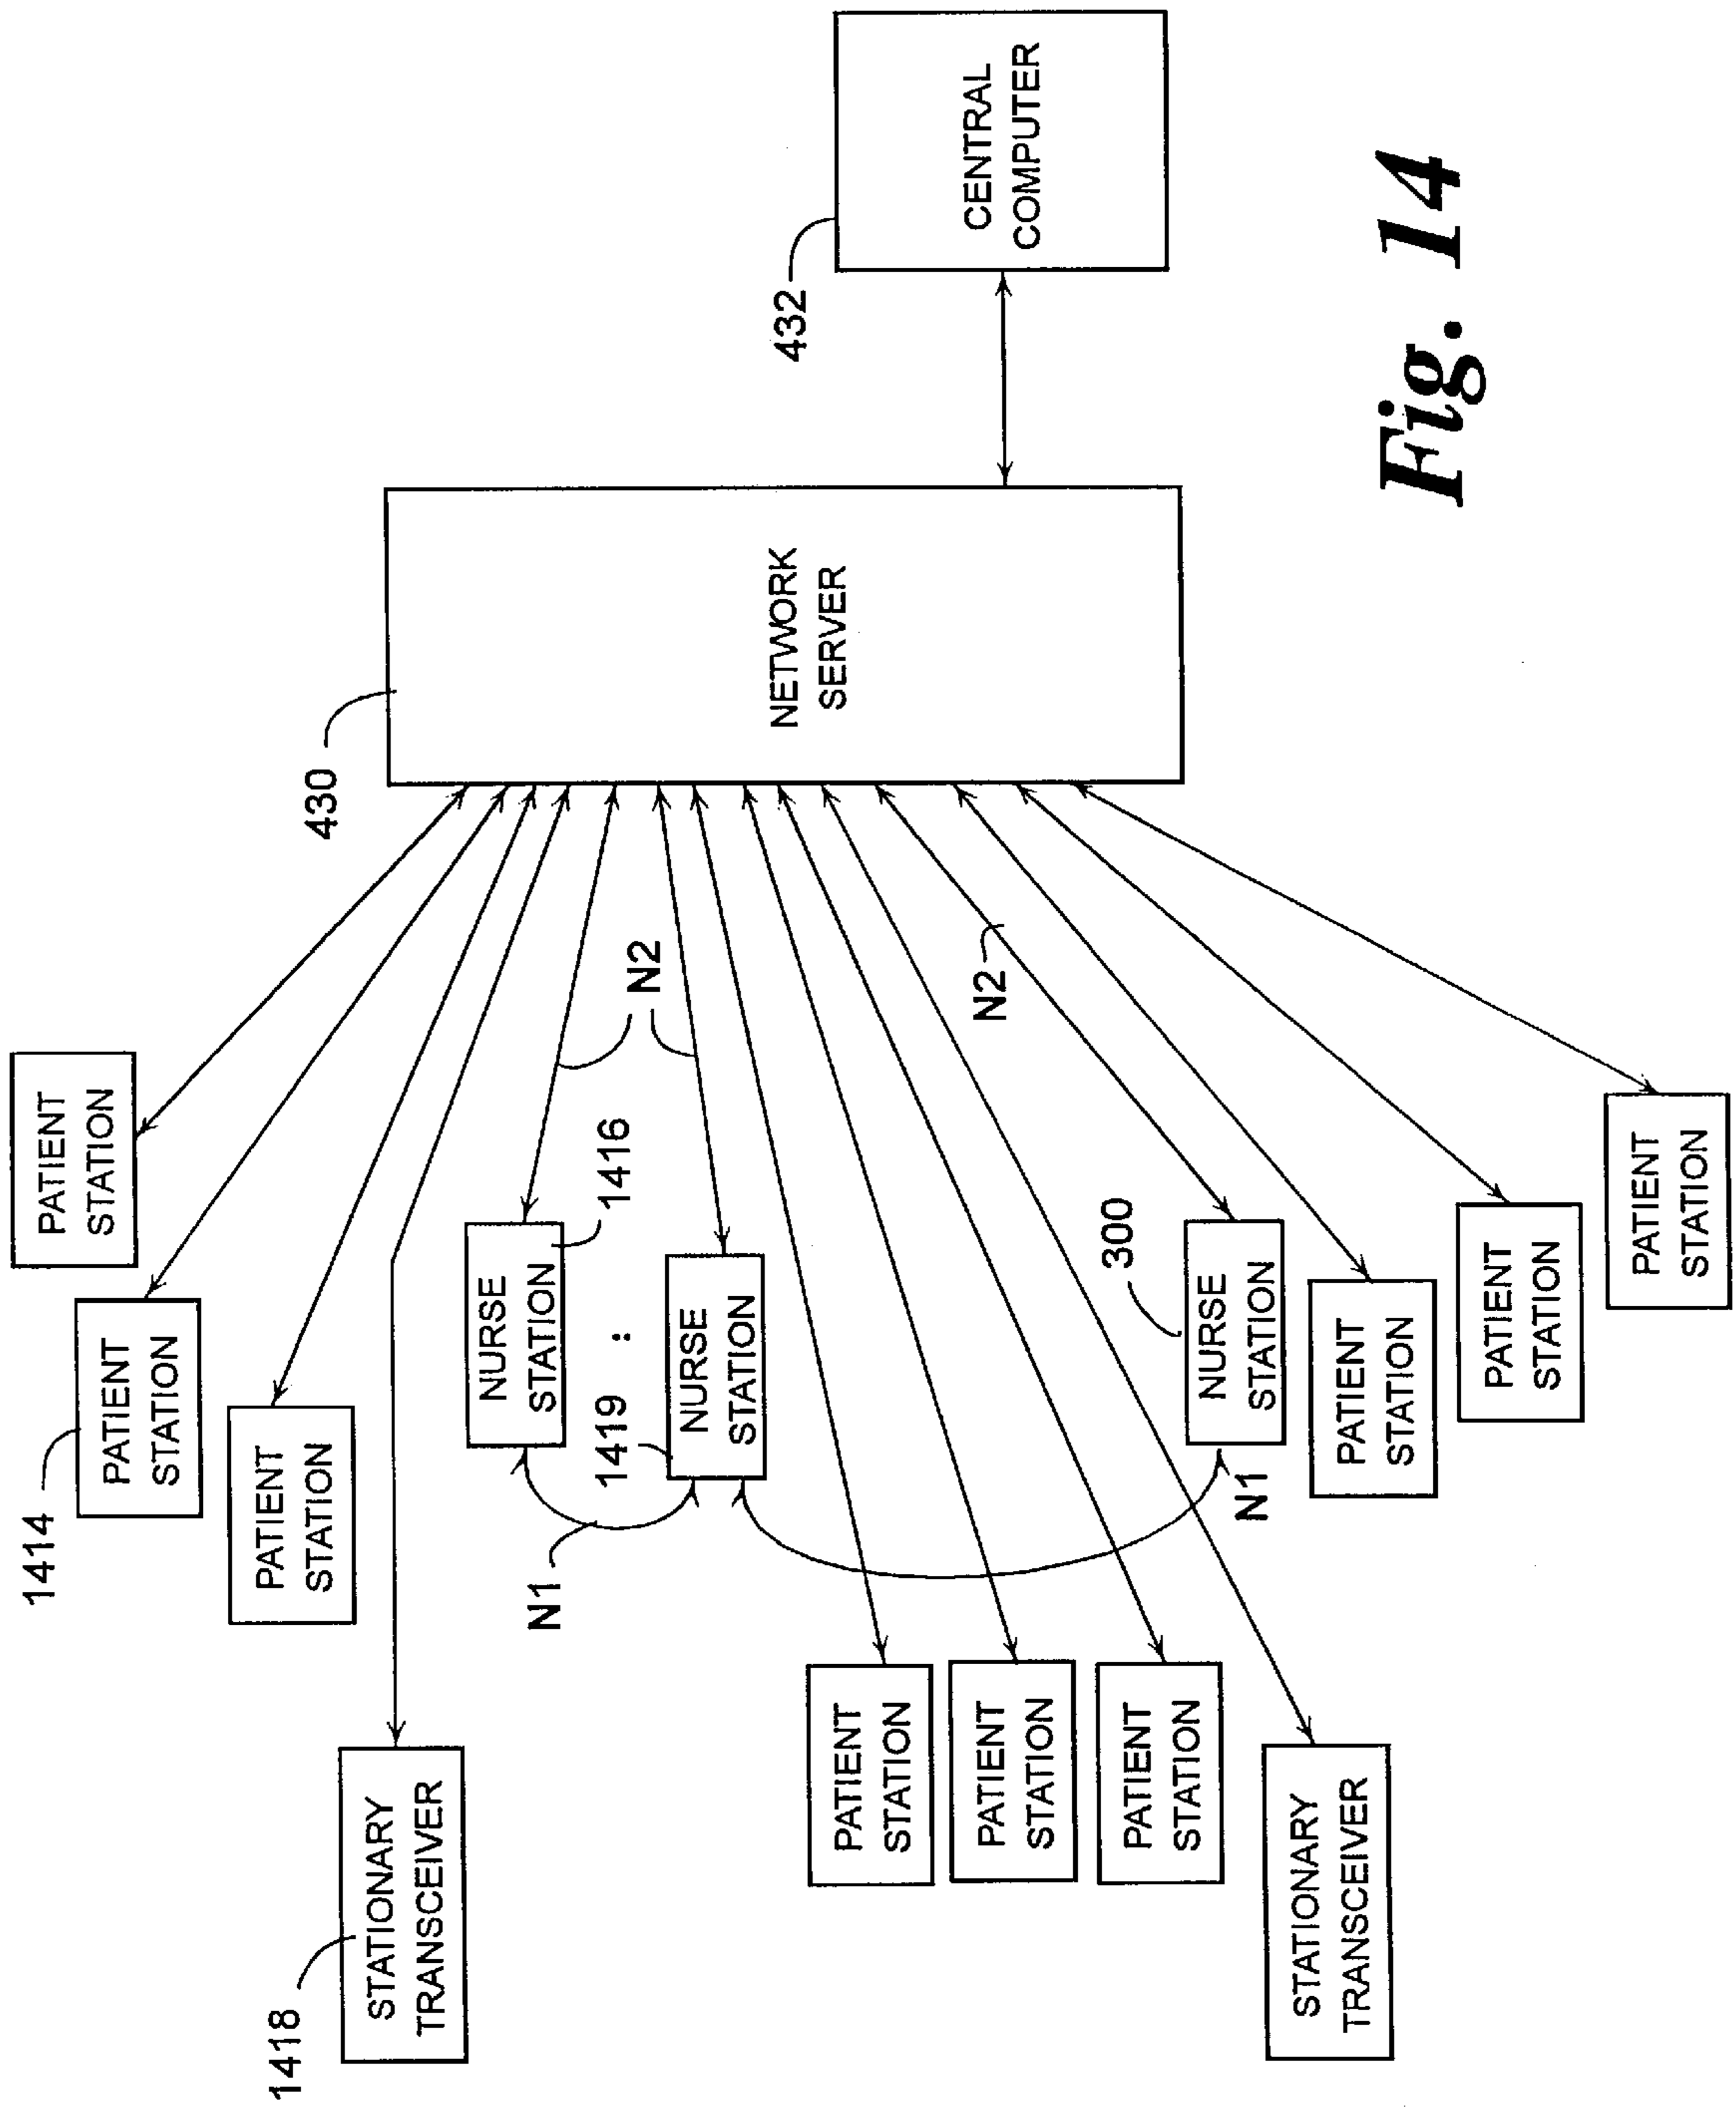 1418
STATIONARY
TRANSCEIVER
1414
PATIENT
STATION
PATIENT
STATION
PATIENT
STATION
430
NETWORK
SERVER
432
CENTRAL
COMPUTER
NURSE
STATION
1416
N2
N1
1419 :
NURSE
STATION
PATIENT
STATION
PATIENT
STATION
PATIENT
STATION
N2
300
NURSE
STATION
N1
STATIONARY
TRANSCEIVER
PATIENT
STATION
PATIENT
STATION
PATIENT
STATION
Fig. 14